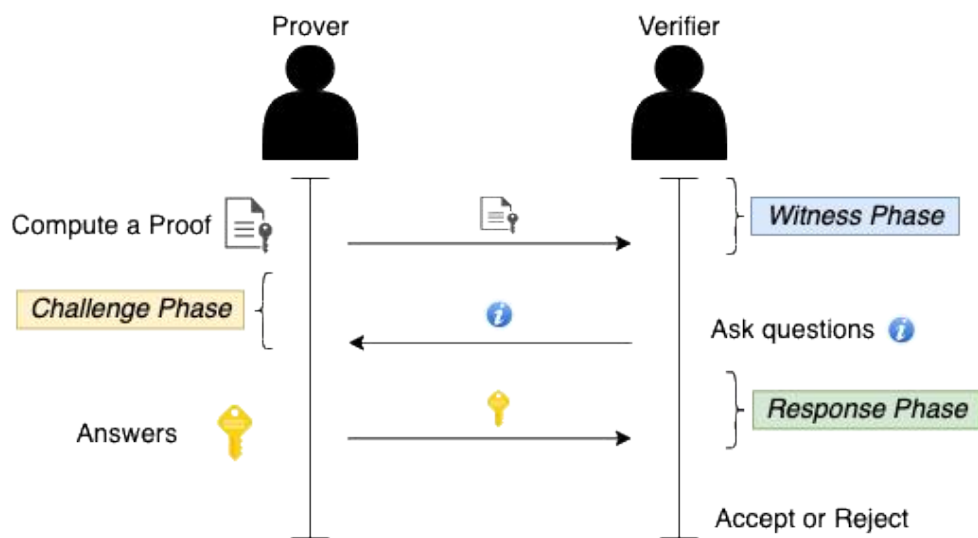 Prover
Verifier
Compute a Proof
Witness Phase
Challenge Phase
Ask questions
Answers
Response Phase
Accept or Reject